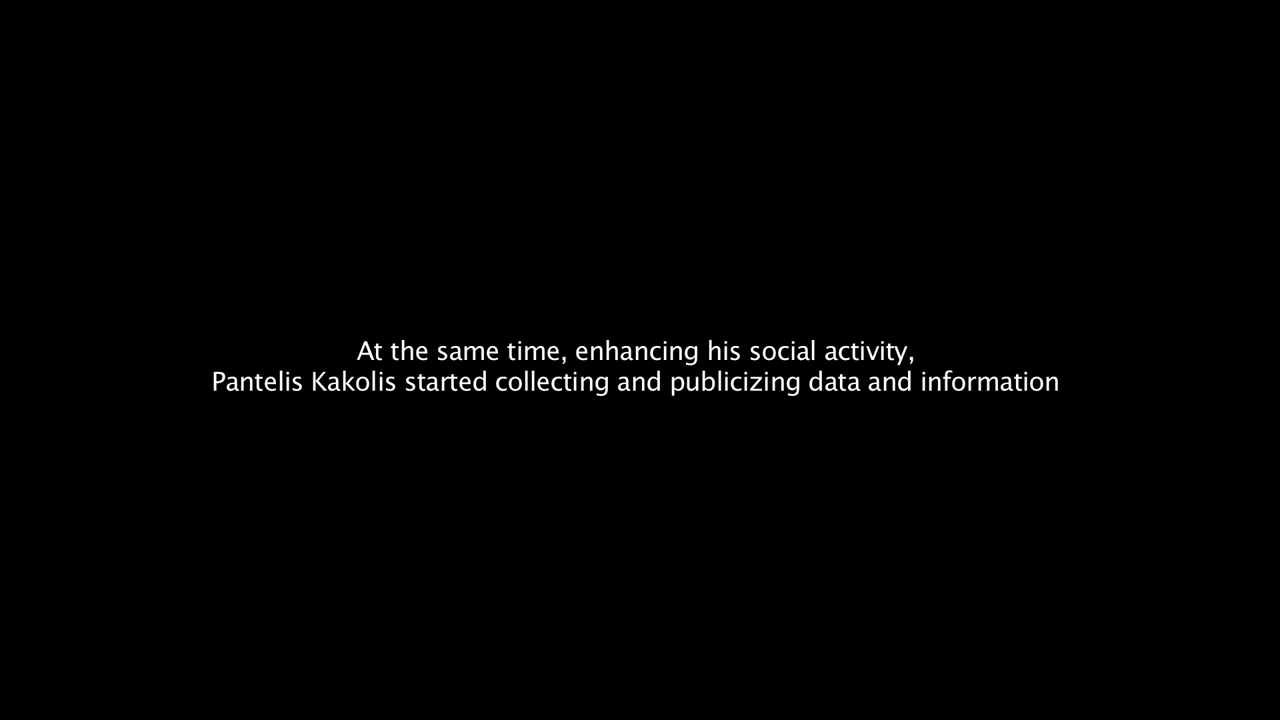 At the same time, enhancing his social activity,
Pantelis Kakolis started collecting and publicizing data and information